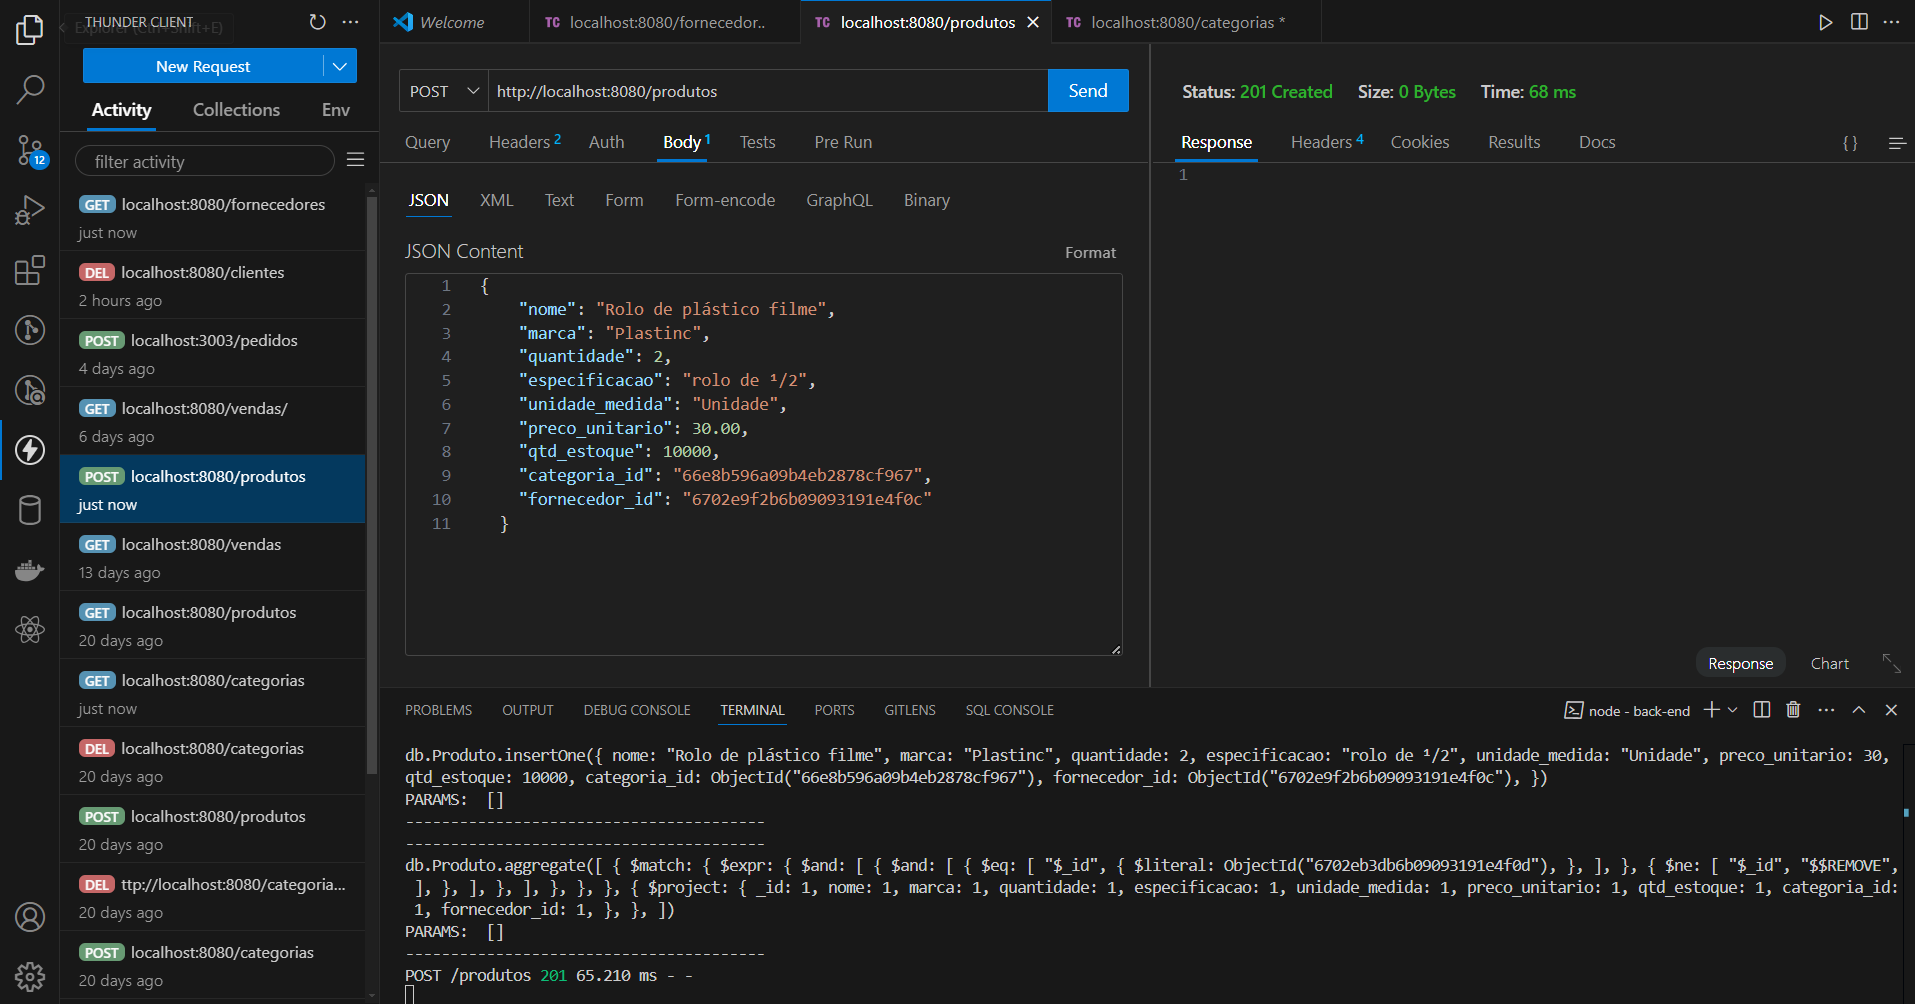 THUNDER CLIENT
Explorer (Ctrl+Shift+E)
New Request
Activity Collections Env
filter activity
GET localhost:8080/fornecedores
just now
DEL localhost:8080/clientes
2 hours ago
POST localhost:3003/pedidos
4 days ago
GET localhost:8080/vendas/
6 days ago
POST localhost:8080/produtos
just now
GET localhost:8080/vendas
13 days ago
GET localhost:8080/produtos
20 days ago
GET localhost:8080/categorias
just now
DEL localhost:8080/categorias
20 days ago
POST localhost:8080/produtos
20 days ago
DEL ttp://localhost:8080/categoria...
20 days ago
POST localhost:8080/categorias
20 days ago
12
Welcome TC localhost:8080/fornecedor.. TC localhost:8080/produtos TC localhost:8080/categorias *
POST http://localhost:8080/produtos Send
Query Headers 2 Auth Body 1 Tests Pre Run
JSON XML Text Form Form-encode GraphQL Binary
JSON Content Format
1 {
2 "nome": "Rolo de plástico filme",
3 "marca": "Plastinc",
4 "quantidade": 2,
5 "especificacao": "rolo de ¹/2",
6 "unidade_medida": "Unidade",
7 "preco_unitario": 30.00,
8 "qtd_estoque": 10000,
9 "categoria_id": "66e8b596a09b4eb2878cf967",
10 "fornecedor_id": "6702e9f2b6b09093191e4f0c"
11 }
Status: 201 Created Size: 0 Bytes Time: 68 ms
Response Headers 4 Cookies Results Docs { }
1
Response Chart
PROBLEMS OUTPUT DEBUG CONSOLE TERMINAL PORTS GITLENS SQL CONSOLE node - back-end
db.Produto.insertOne({ nome: "Rolo de plástico filme", marca: "Plastinc", quantidade: 2, especificacao: "rolo de ¹/2", unidade_medida: "Unidade", preco_unitario: 30,
qtd_estoque: 10000, categoria_id: ObjectId("66e8b596a09b4eb2878cf967"), fornecedor_id: ObjectId("6702e9f2b6b09093191e4f0c"), })
PARAMS: []
----------------------------------------
----------------------------------------
db.Produto.aggregate([ { $match: { $expr: { $and: [ { $and: [ { $eq: [ "$_id", { $literal: ObjectId("6702eb3db6b09093191e4f0d"), }, ], }, { $ne: [ "$_id", "$$REMOVE",
], }, ], }, ], }, }, }, { $project: { _id: 1, nome: 1, marca: 1, quantidade: 1, especificacao: 1, unidade_medida: 1, preco_unitario: 1, qtd_estoque: 1, categoria_id:
1, fornecedor_id: 1, }, }, ])
PARAMS: []
----------------------------------------
POST /produtos 201 65.210 ms - -